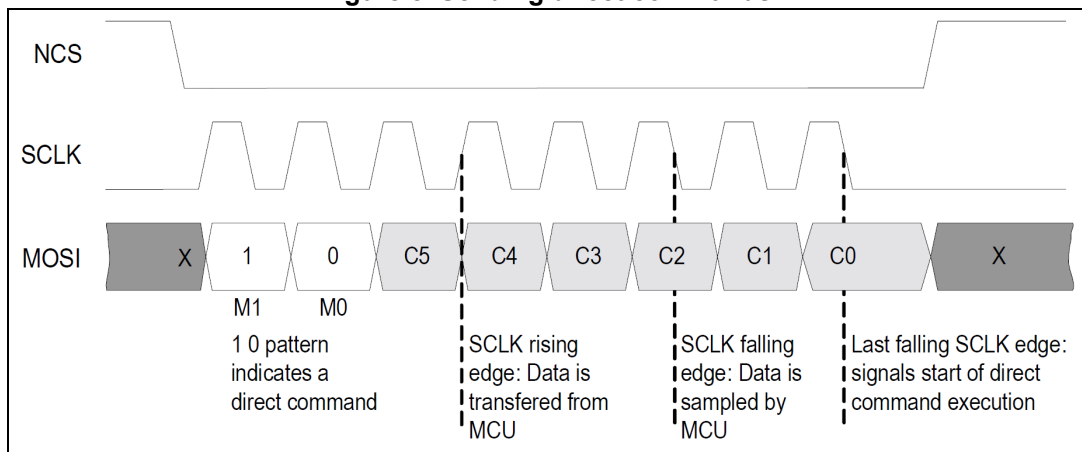 NCS
SCLK
MOSI
X
1
0
C5
C4
C3
C2
C1
C0
X
M1
M0
1 0 pattern
indicates a
direct command
SCLK rising
edge: Data is
transfered from
MCU
SCLK falling
edge: Data is
sampled by
MCU
Last falling SCLK edge:
signals start of direct
command execution